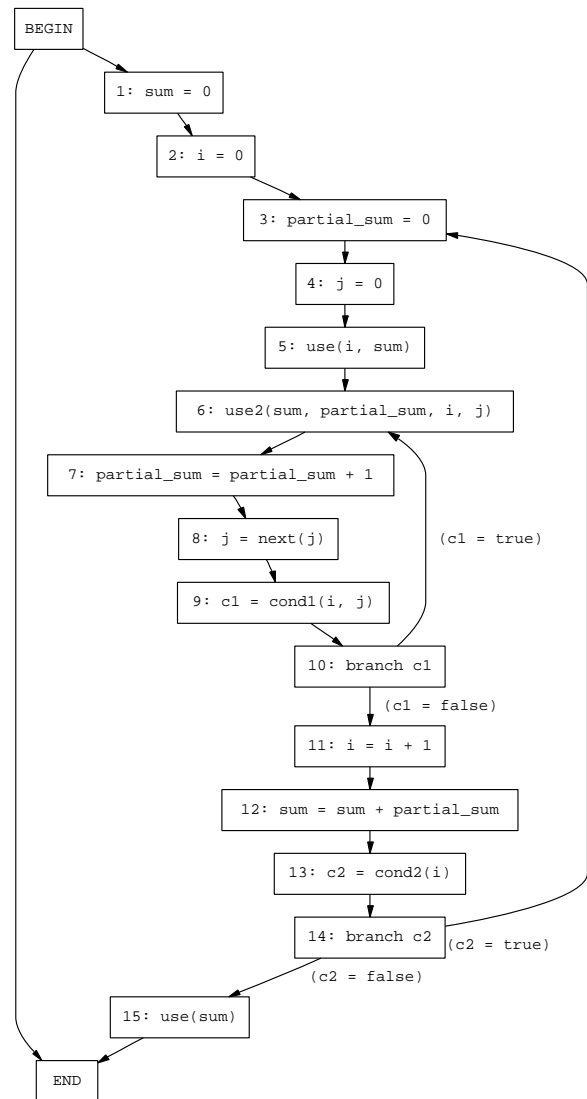 BEGIN
1: sum = 0
2: i = 0
3: partial_sum = 0
4: j = 0
5: use(i, sum)
6: use2(sum, partial_sum, i, j)
7: partial_sum = partial_sum + 1
8: j = next(j)
(c1 = true)
9: c1 = cond1(i, j)
10: branch c1
(c1 = false)
11: i = i + 1
12: sum = sum + partial_sum
13: c2 = cond2(i)
14: branch c2
(c2 = true)
(c2 = false)
15: use(sum)
END